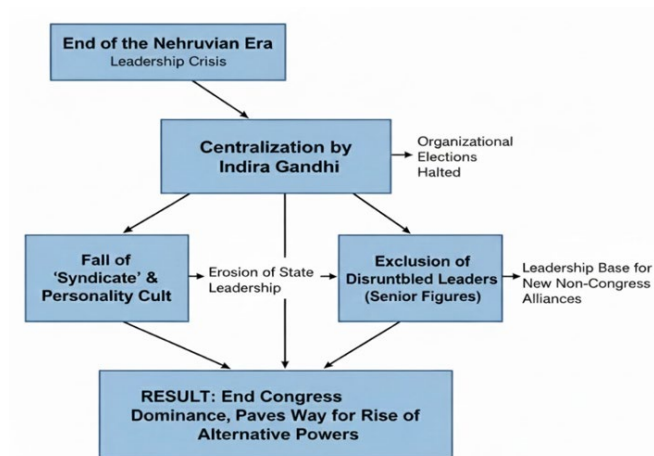 End of the Nehruvian Era
Leadership Crisis
Centralization by
Indira Gandhi
Organizational
Elections
Halted
Fall of
'Syndicate' &
Personality Cult
Erosion of State
Leadership
Exclusion of
Disruntbled Leaders
(Senior Figures)
Leadership Base for
New Non-Congress
Alliances
RESULT: End Congress
Dominance, Paves Way for Rise of
Alternative Powers